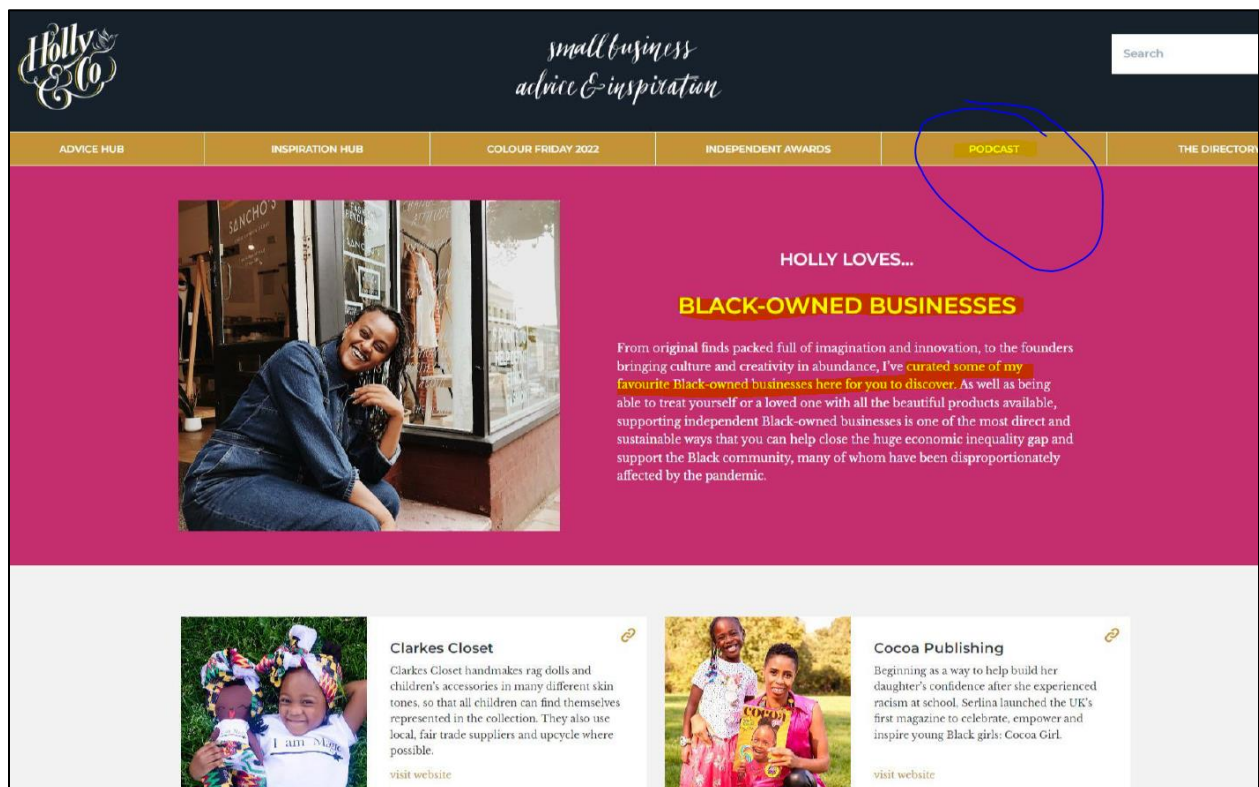 Holly
& Co
small business
advice & inspiration
Search
ADVICE HUB
INSPIRATION HUB
COLOUR FRIDAY 2022
INDEPENDENT AWARDS
PODCAST
THE DIRECTORY
SANCHO'S
HOLLY LOVES...
BLACK-OWNED BUSINESSES
From original finds packed full of imagination and innovation, to the founders
bringing culture and creativity in abundance, I've curated some of my
favourite Black-owned businesses here for you to discover. As well as being
able to treat yourself or a loved one with all the beautiful products available,
supporting independent Black-owned businesses is one of the most direct and
sustainable ways that you can help close the huge economic inequality gap and
support the Black community, many of whom have been disproportionately
affected by the pandemic.
Clarkes Closet
Clarkes Closet handmakes rag dolls and
children's accessories in many different skin
tones, so that all children can find themselves
represented in the collection. They also use
local, fair trade suppliers and upcycle where
possible.
visit website
I am Magic
Cocoa Publishing
Beginning as a way to help build her
daughter's confidence after she experienced
racism at school, Serlina launched the UK's
first magazine to celebrate, empower and
inspire young Black girls: Cocoa Girl.
visit website
COCOA